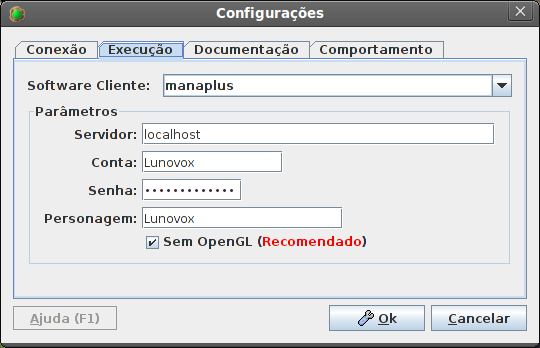 Configurações
Conexão Execução Documentação Comportamento
Software Cliente: manaplus
Parâmetros
Servidor: localhost
Conta: Lunovox
Senha: •••••••••••••
Personagem: Lunovox
Sem OpenGL (Recomendado)
Ajuda (F1) Ok Cancelar